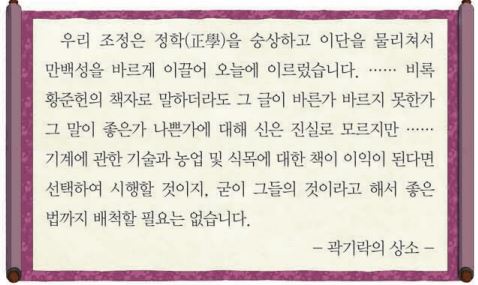 우리 조정은 정학(正學)을 숭상하고 이단을 물리쳐서
만백성을 바르게 이끌어 오늘에 이르렀습니다. …… 비록
황준헌의 책자로 말하더라도 그 글이 바른가 바르지 못한가
그 말이 좋은가 나쁜가에 대해 신은 진실로 모르지만 ……
기계에 관한 기술과 농업 및 식목에 대한 책이 이익이 된다면
선택하여 시행할 것이지, 굳이 그들의 것이라고 해서 좋은
법까지 배척할 필요는 없습니다.
– 곽기락의 상소 –